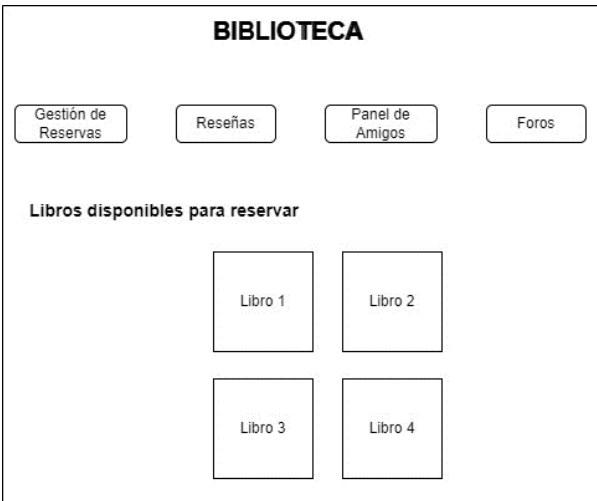 BIBLIOTECA
Gestión de
Reservas
Reseñas
Panel de
Amigos
Foros
Libros disponibles para reservar
Libro 1
Libro 2
Libro 3
Libro 4